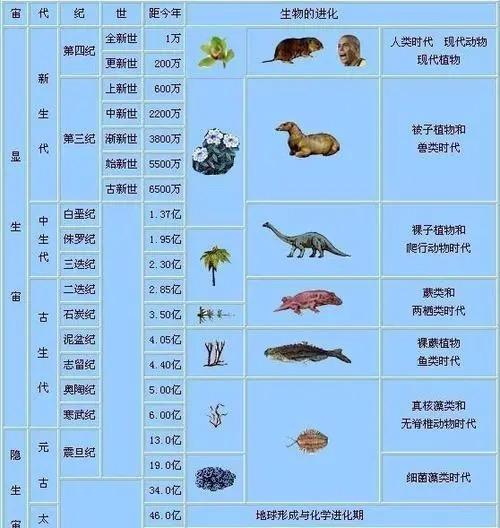 宙 代 纪 世 距今年 生物的进化
显生宙
新生代
第四纪
全新世 1万
更新世 200万
人类时代 现代动物
现代植物
第三纪
上新世 600万
中新世 2200万
渐新世 3800万
始新世 5500万
古新世 6500万
被子植物和
兽类时代
中生代
白垩纪 1.37亿
侏罗纪 1.95亿
三迭纪 2.30亿
裸子植物和
爬行动物时代
古生代
二迭纪 2.85亿
石炭纪 3.50亿
蕨类和
两栖类时代
泥盆纪 4.05亿
志留纪 4.40亿
裸蕨植物
鱼类时代
奥陶纪 5.00亿
寒武纪 6.00亿
真核藻类和
无脊椎动物时代
隐生宙
元古
震旦纪 13.0亿
19.0亿
34.0亿
细菌藻类时代
太 46.0亿 地球形成与化学进化期